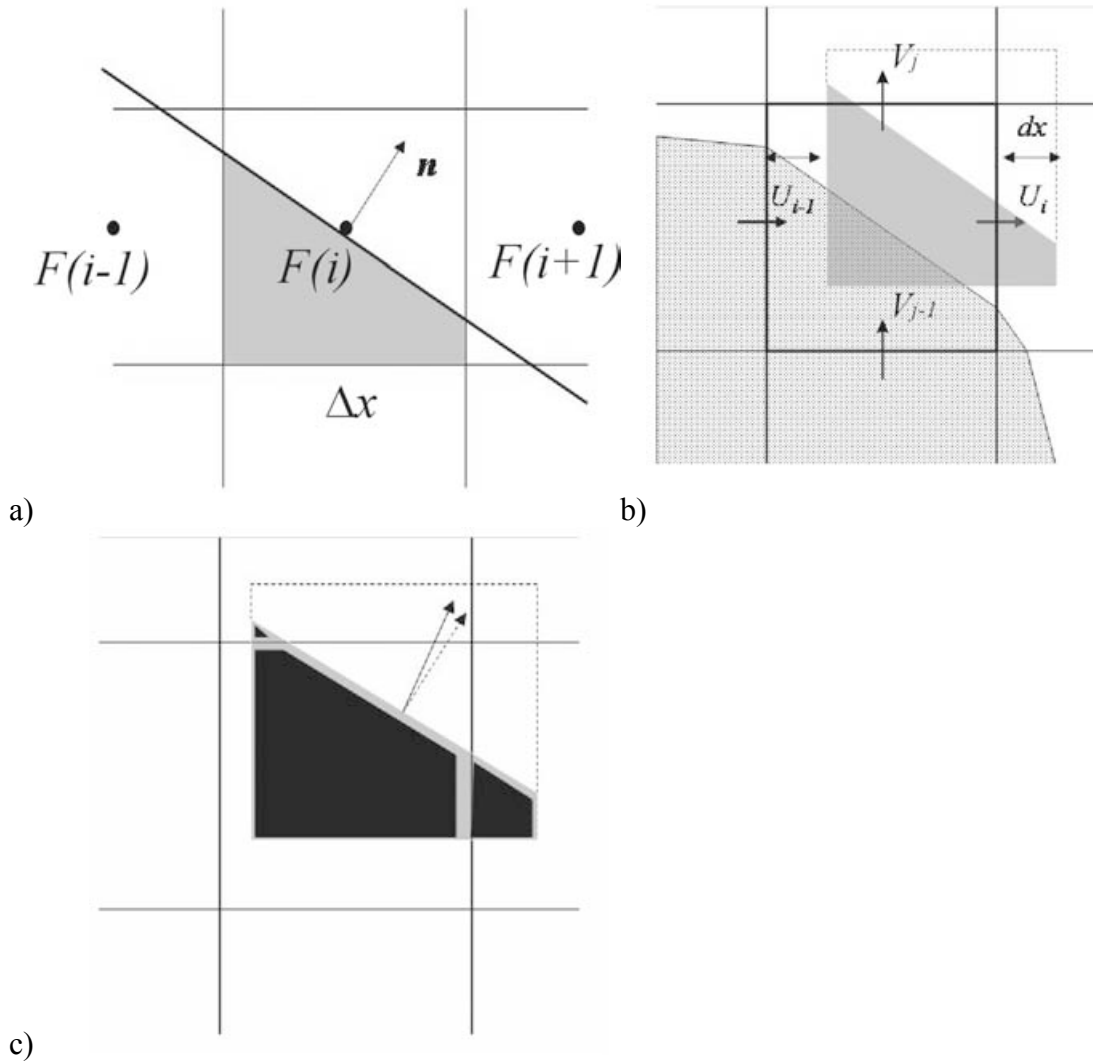 n
F(i-1) F(i) F(i+1)
Δx
a)
V_j
dx
U_{i-1} U_i
V_{j-1}
b)
c)